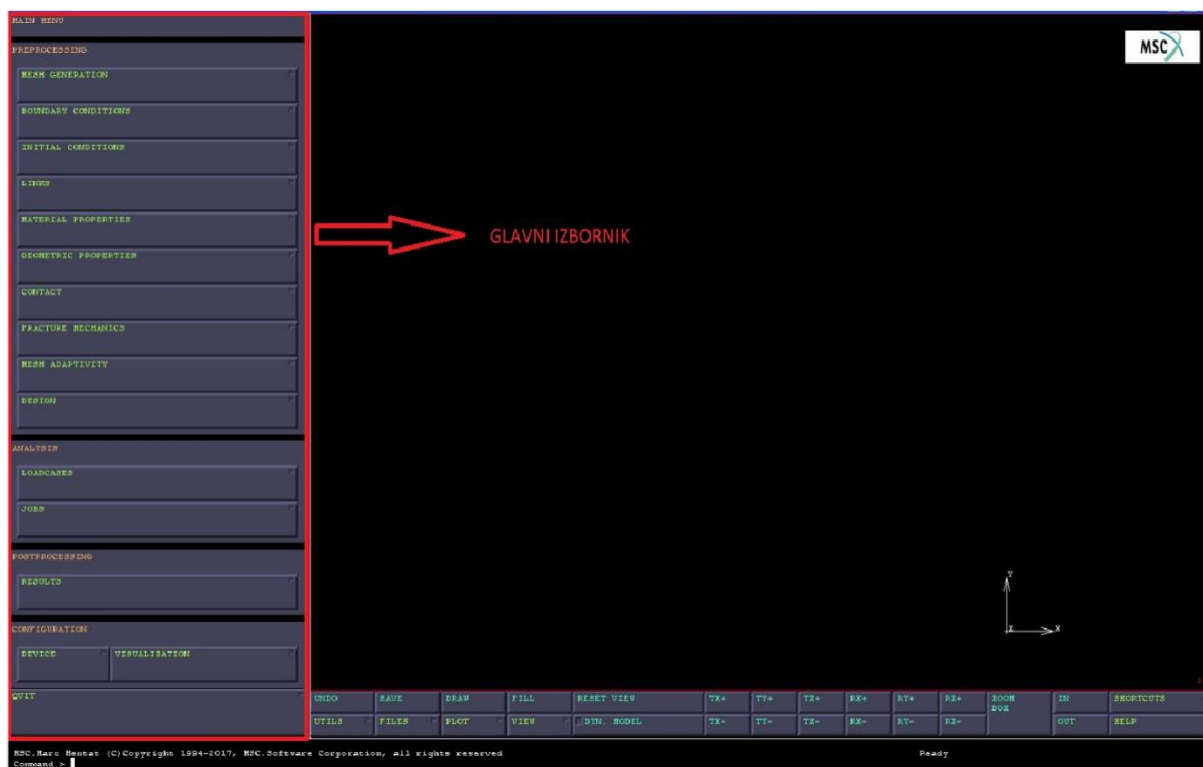 MAIN MENU
PREPROCESSING
MESH GENERATION
BOUNDARY CONDITIONS
INITIAL CONDITIONS
LINKS
MATERIAL PROPERTIES
GEOMETRIC PROPERTIES
CONTACT
FRACTURE MECHANICS
MESH ADAPTIVITY
DESIGN
ANALYSIS
LOADCASES
JOBS
POSTPROCESSING
RESULTS
CONFIGURATION
DEVICE VISUALIZATION
QUIT
GLAVNI IZBORNIK
MSC
Y
Z X
1
UNDO SAVE DRAW FILL RESET VIEW TX+ TY+ TZ+ RX+ RY+ RZ+ ZOOM BOX IN SHORTCUTS
UTILS FILES PLOT VIEW DYN. MODEL TX- TY- TZ- RX- RY- RZ- OUT HELP
MSC.Marc Mentat (C)Copyright 1994-2017, MSC.Software Corporation, all rights reserved Ready
Command >